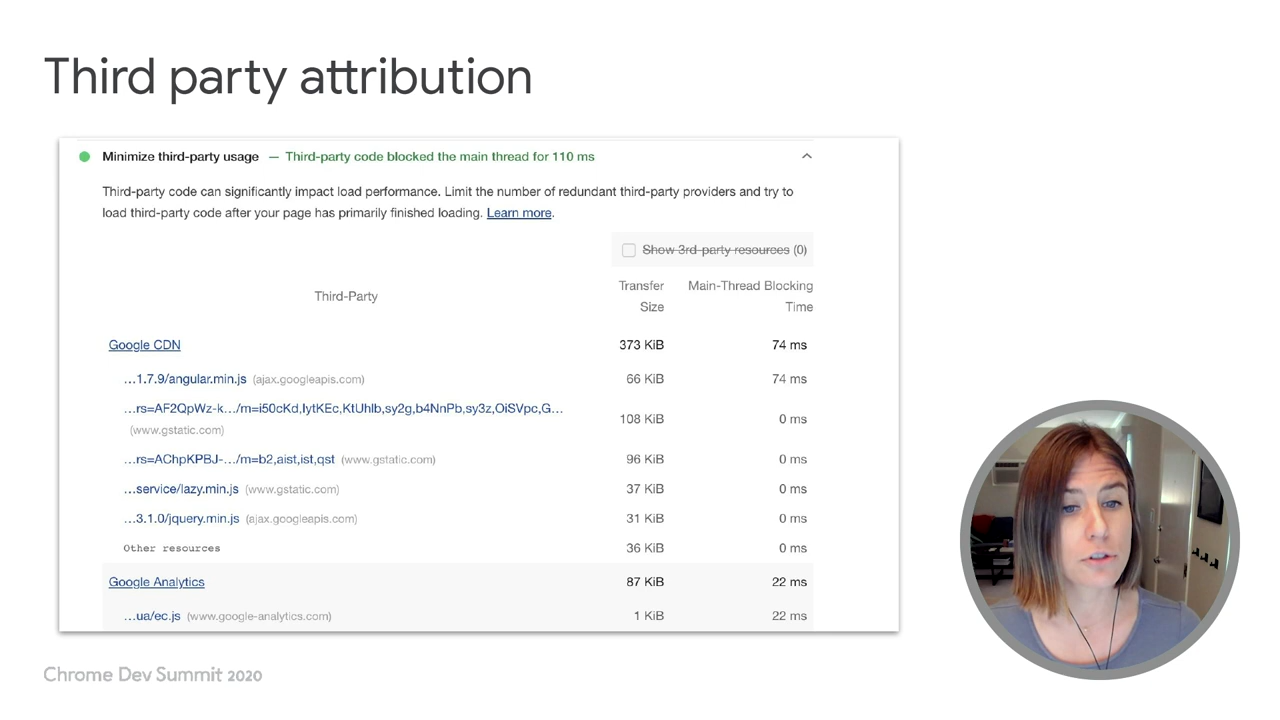 Third party attribution
Minimize third-party usage — Third-party code blocked the main thread for 110 ms
Third-party code can significantly impact load performance. Limit the number of redundant third-party providers and try to
load third-party code after your page has primarily finished loading. Learn more.
Show 3rd-party resources (0)
Third-Party
Transfer Size
Main-Thread Blocking Time
Google CDN 373 KiB 74 ms
…1.7.9/angular.min.js (ajax.googleapis.com) 66 KiB 74 ms
…rs=AF2QpWz-k…/m=i50cKd,IytKEc,KtUhlb,sy2g,b4NnPb,sy3z,OiSVpc,G…
(www.gstatic.com) 108 KiB 0 ms
…rs=AChpKPBJ-…/m=b2,aist,ist,qst (www.gstatic.com) 96 KiB 0 ms
…service/lazy.min.js (www.gstatic.com) 37 KiB 0 ms
…3.1.0/jquery.min.js (ajax.googleapis.com) 31 KiB 0 ms
Other resources 36 KiB 0 ms
Google Analytics 87 KiB 22 ms
…ua/ec.js (www.google-analytics.com) 1 KiB 22 ms
Chrome Dev Summit 2020